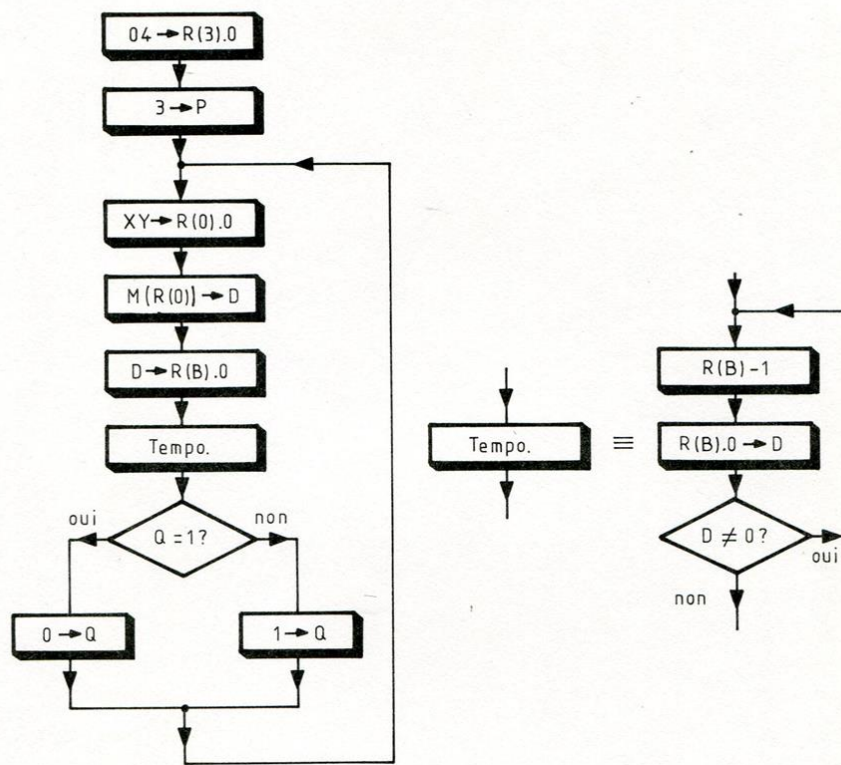 04→R(3).0
3→P
XY→R(0).0
M(R(0))→D
D→R(B).0
Tempo.
Q=1?
oui
non
0→Q
1→Q
Tempo.
≡
R(B)-1
R(B).0→D
D≠0?
oui
non